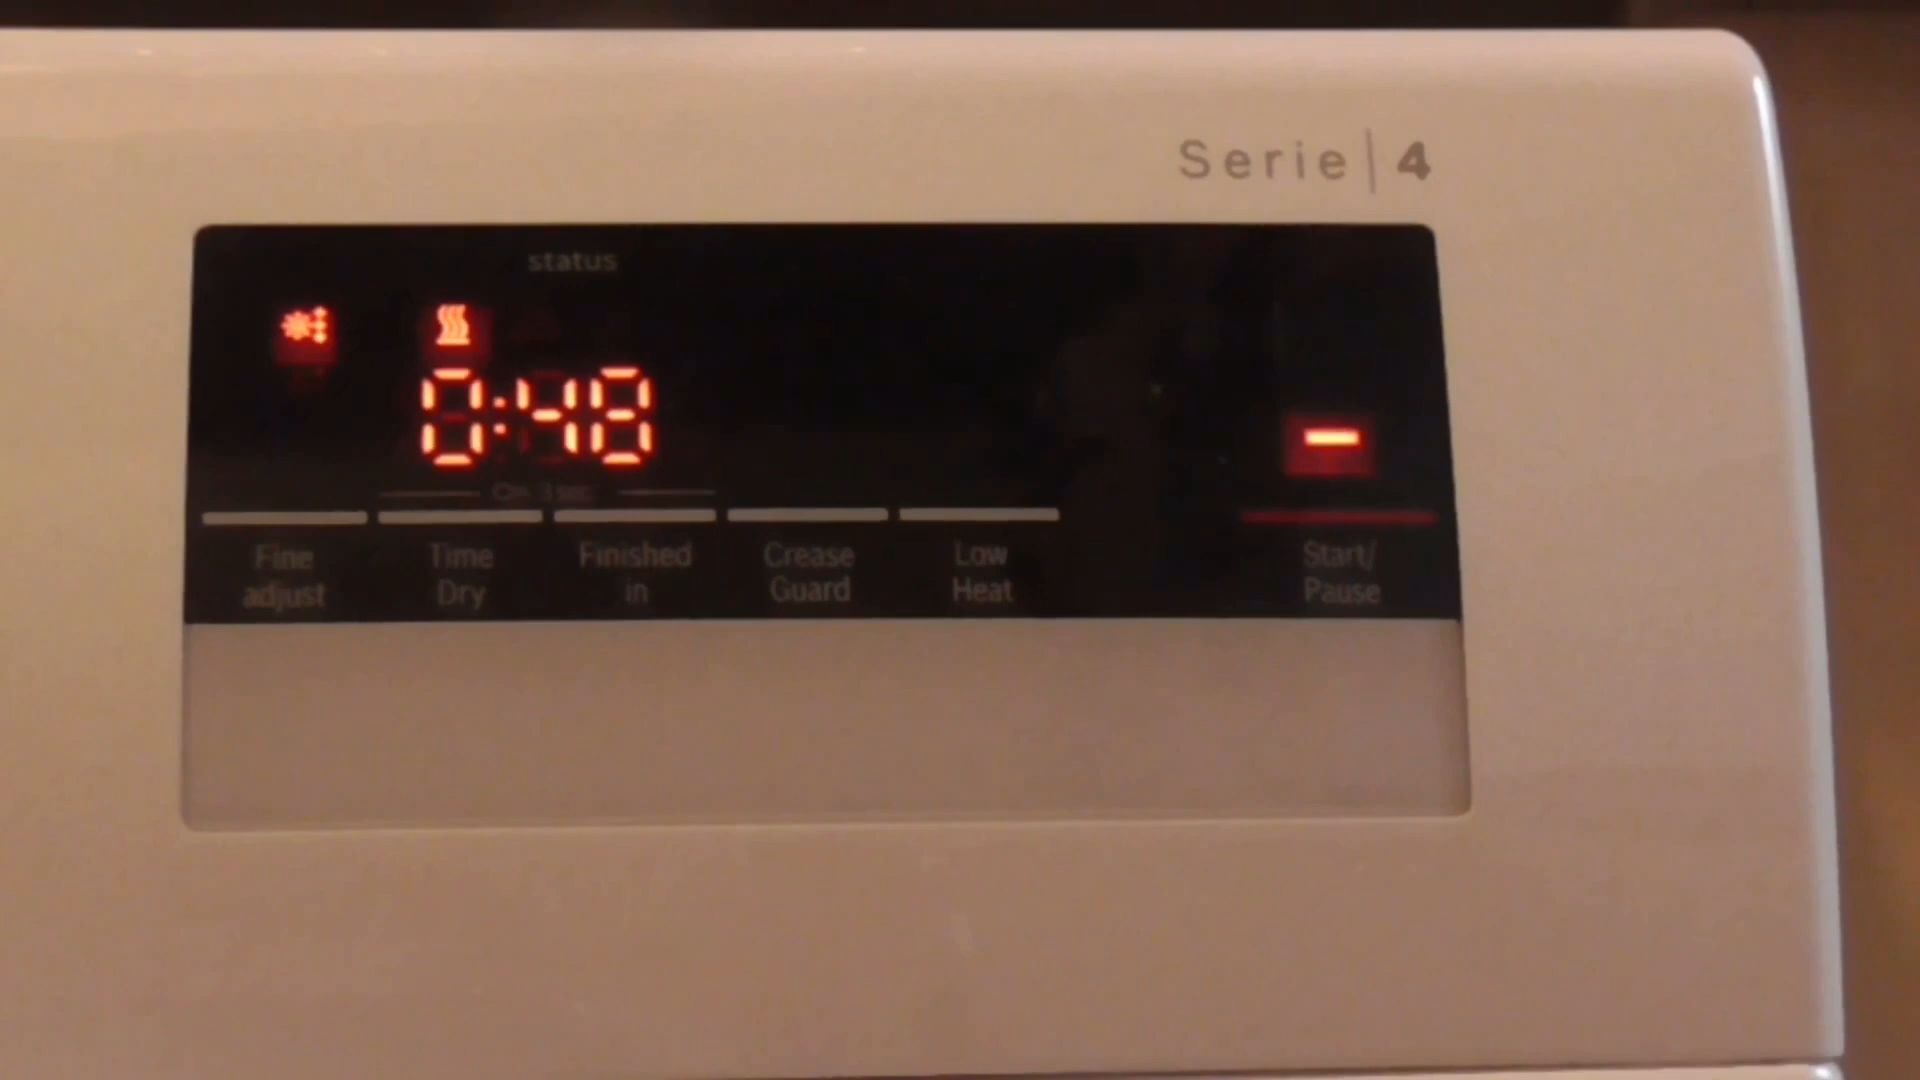 Serie | 4
status
0:48
On 3 sec.
Fine adjust
Time Dry
Finished in
Crease Guard
Low Heat
Start/ Pause